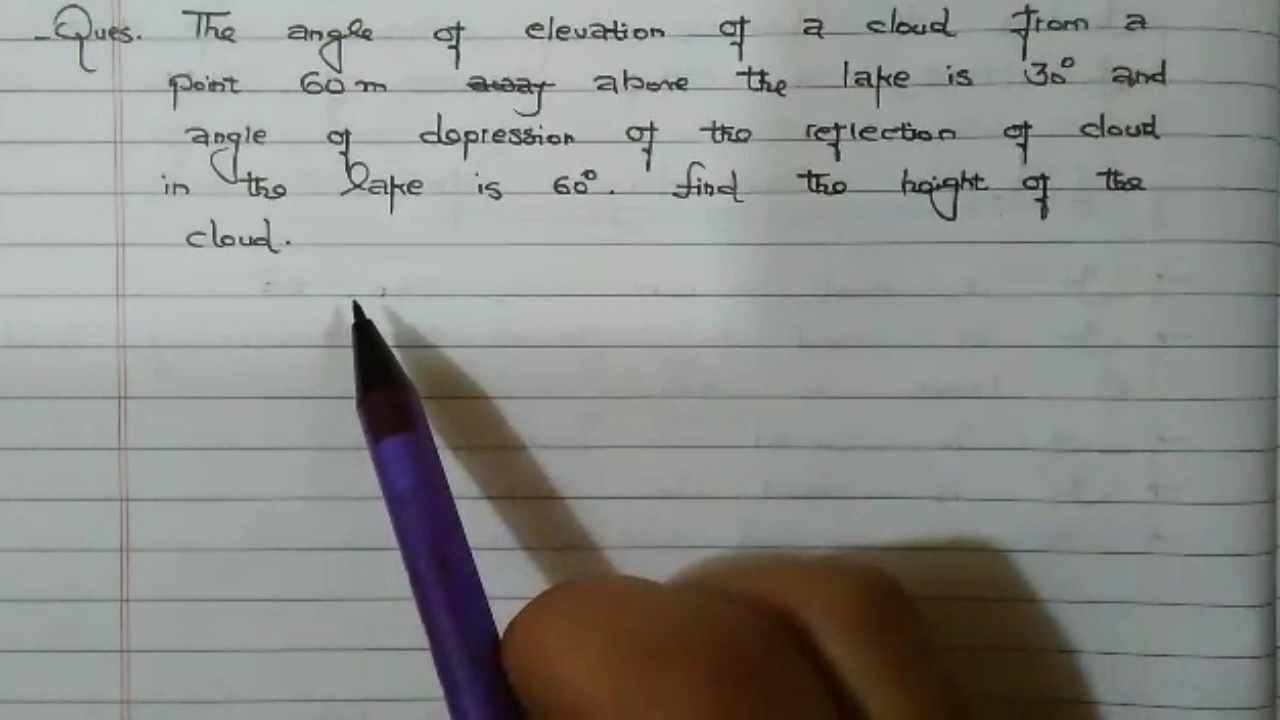 Ques. The angle of elevation of a cloud from a
point 60m away above the lake is 30° and
angle of depression of the reflection of cloud
in the lake is 60°. find the height of the
cloud.